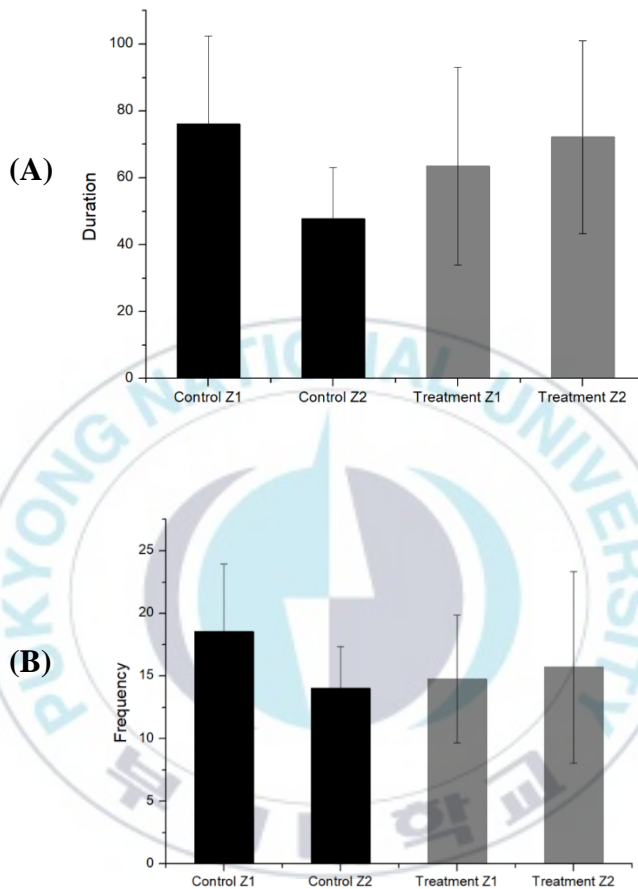 (A)
Duration
100
80
60
40
20
0
Control Z1
Control Z2
Treatment Z1
Treatment Z2
PUKYONG NATIONAL UNIVERSITY
(B)
Frequency
25
20
15
10
5
0
Control Z1
Control Z2
Treatment Z1
Treatment Z2